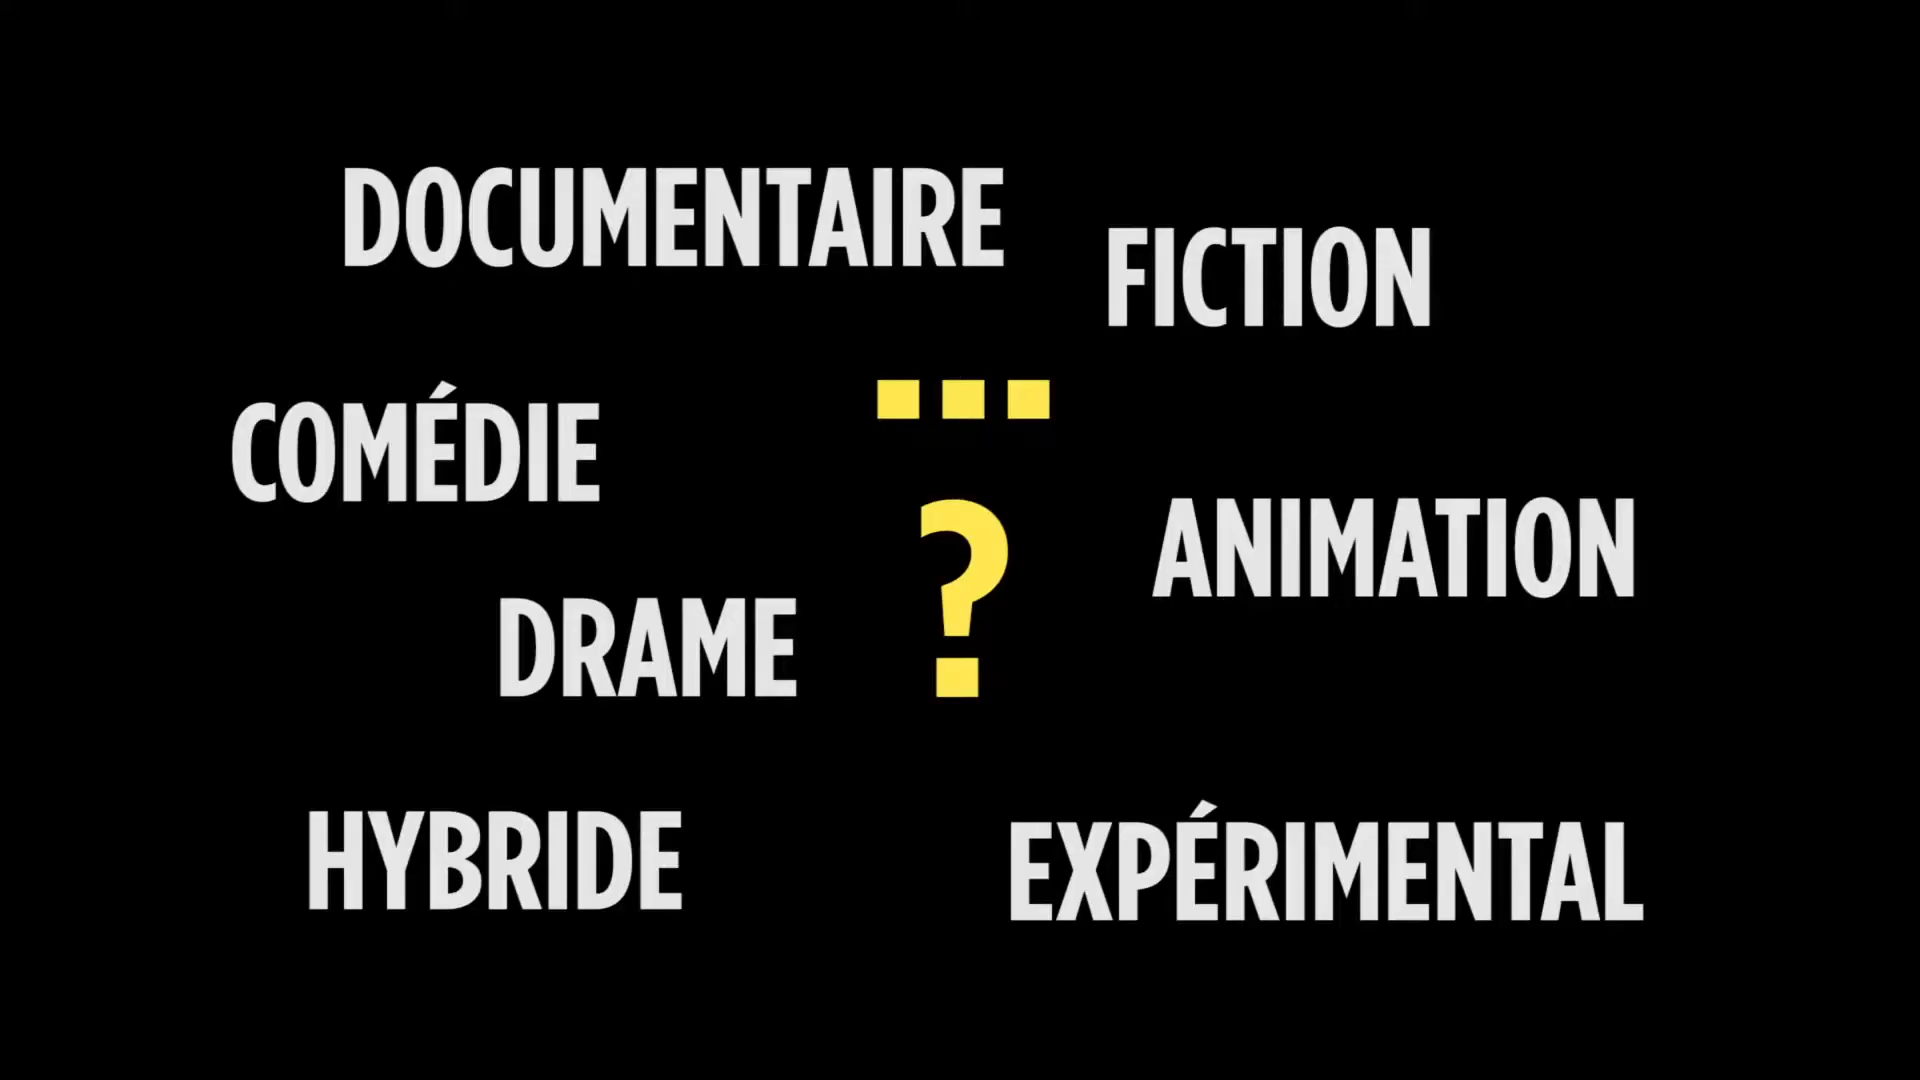 DOCUMENTAIRE
FICTION
...
COMÉDIE
?
ANIMATION
DRAME
HYBRIDE
EXPÉRIMENTAL